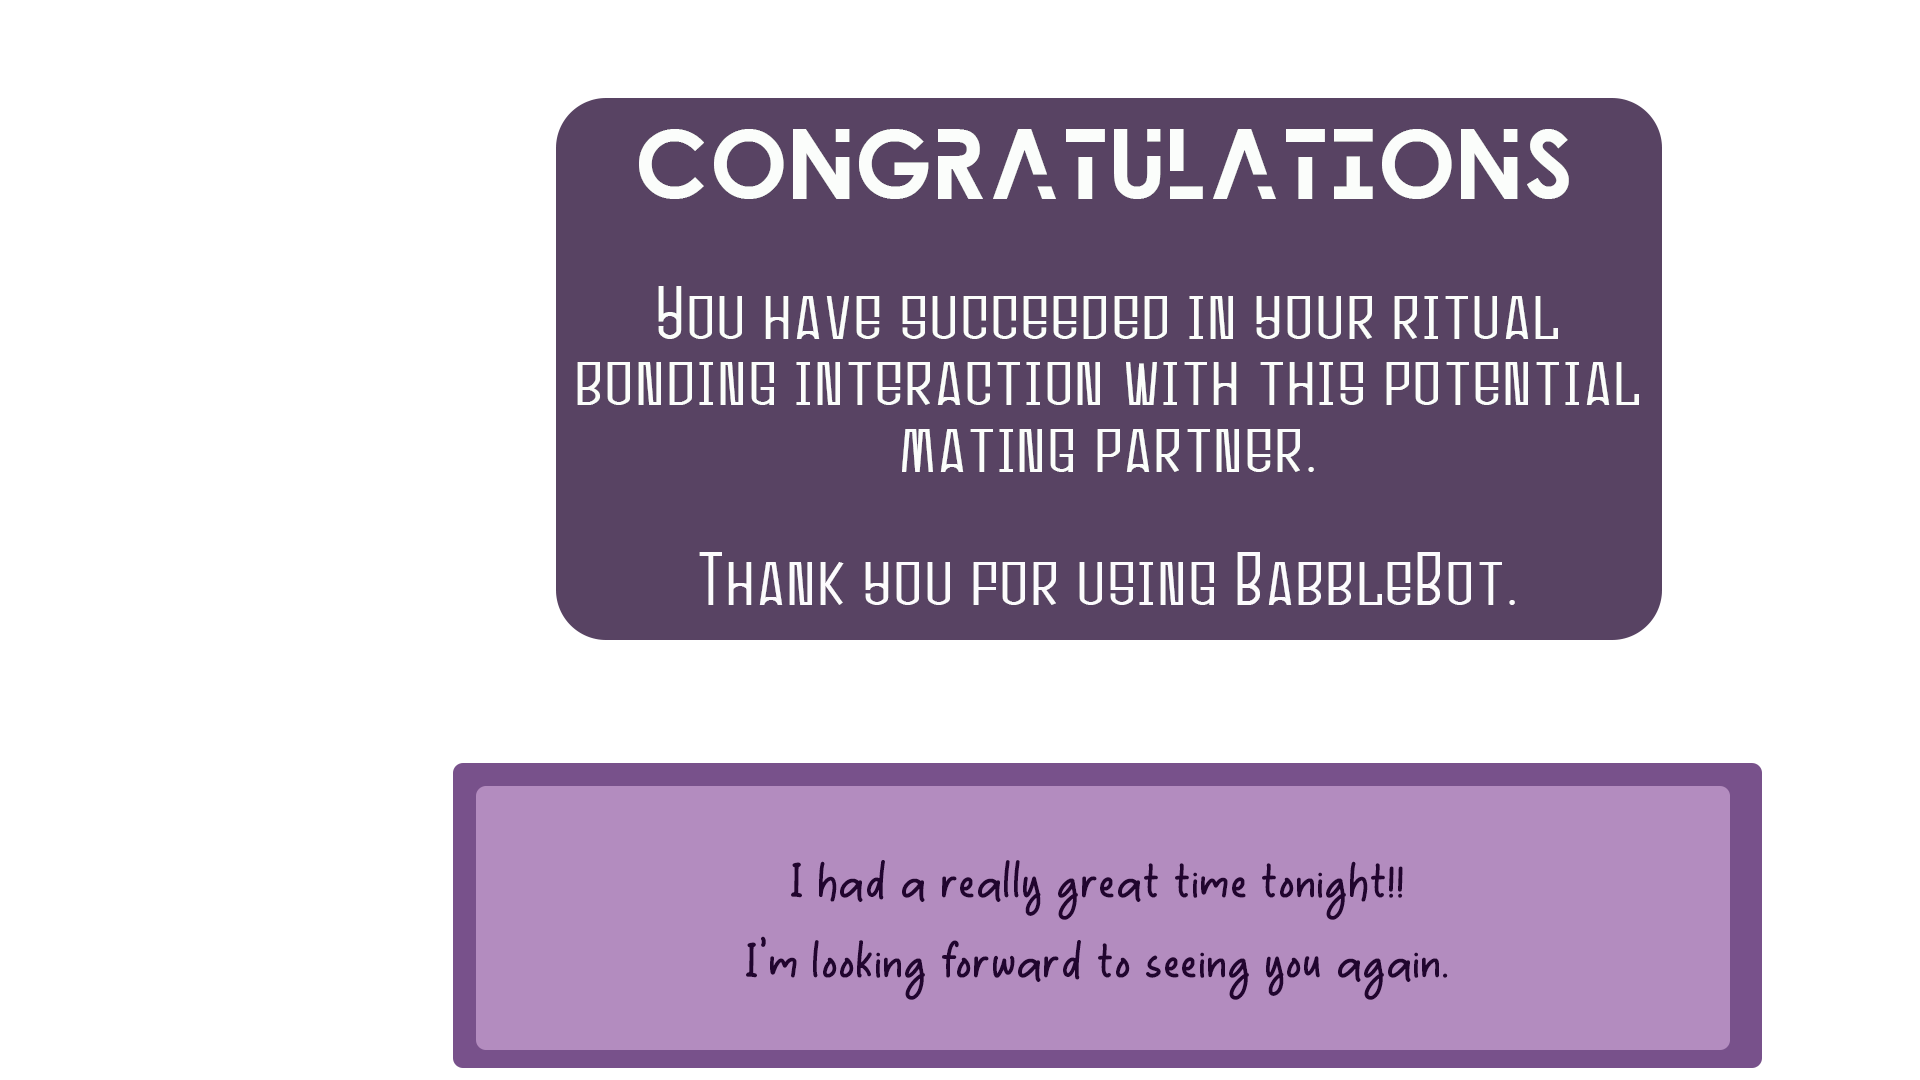 CONGRATULATIONS
You have succeeded in your ritual
bonding interaction with this potential
mating partner.
Thank you for using BabbleBot.
I had a really great time tonight!!
I'm looking forward to seeing you again.